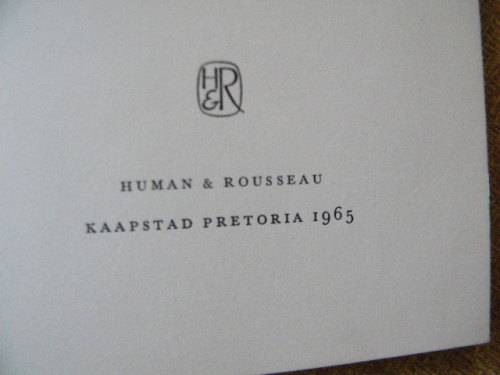 H&R
HUMAN & ROUSSEAU
KAAPSTAD PRETORIA 1965